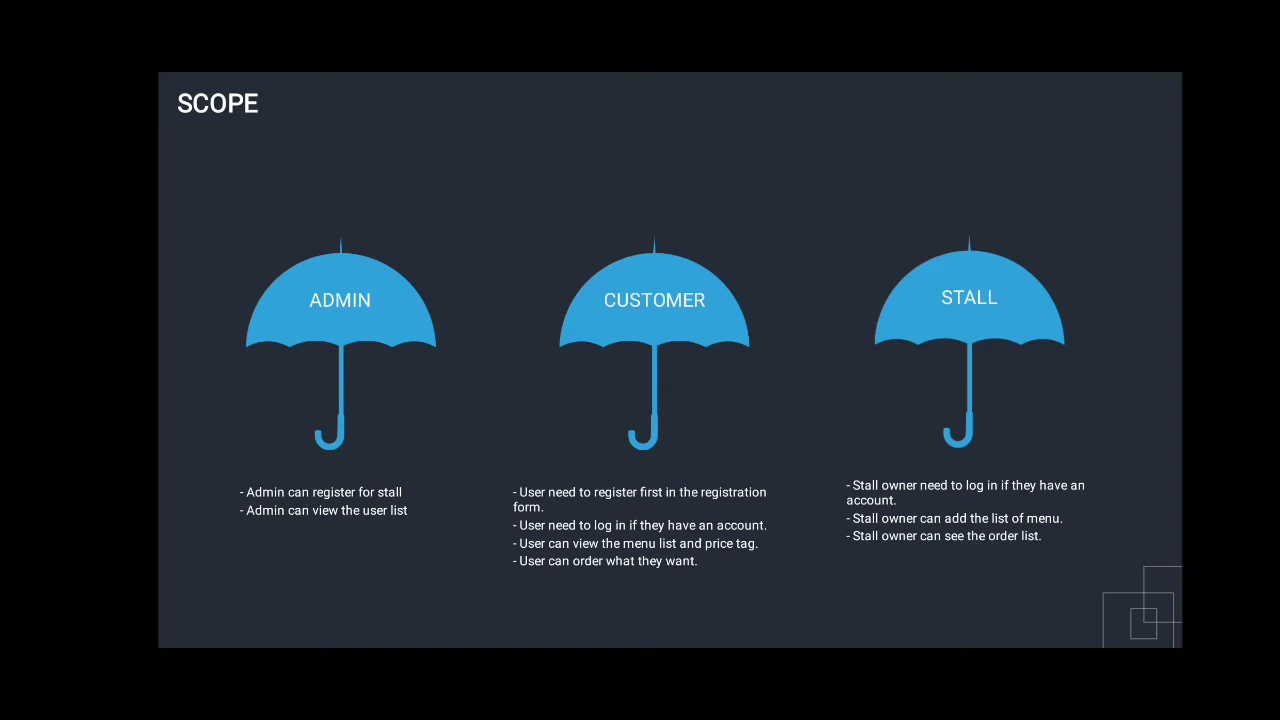 SCOPE
ADMIN
CUSTOMER
STALL
- Admin can register for stall
- Admin can view the user list
- User need to register first in the registration
form.
- User need to log in if they have an account.
- User can view the menu list and price tag.
- User can order what they want.
- Stall owner need to log in if they have an
account.
- Stall owner can add the list of menu.
- Stall owner can see the order list.